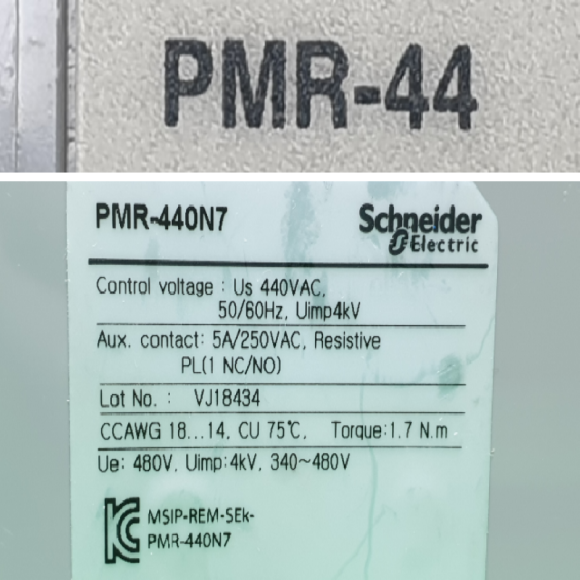 PMR-44
PMR-440N7
Schneider
Electric
Control voltage : Us 440VAC,
50/60Hz, Uimp4kV
Aux. contact: 5A/250VAC, Resistive
PL(1 NC/NO)
Lot No. : VJ18434
CCAWG 18...14, CU 75℃, Torque:1.7 N.m
Ue: 480V, Uimp:4kV, 340~480V
MSIP-REM-SEk-
PMR-440N7